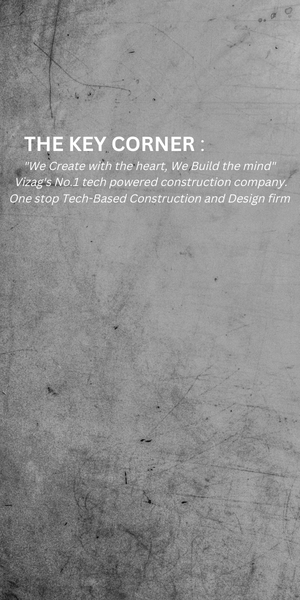 THE KEY CORNER :
"We Create with the heart, We Build the mind"
Vizag's No.1 tech powered construction company.
One stop Tech-Based Construction and Design firm